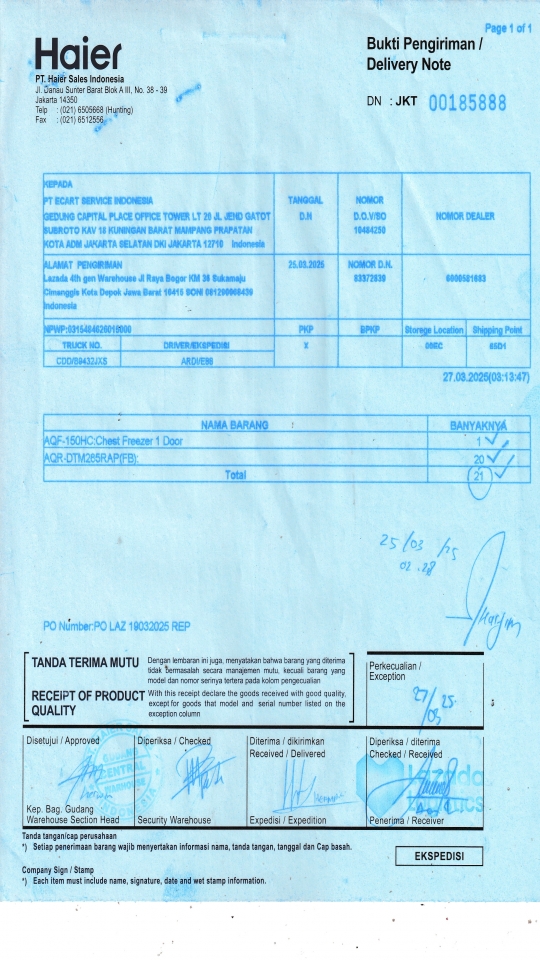 Page 1 of 1
Haier
Bukti Pengiriman /
Delivery Note
PT. Haier Sales Indonesia
Jl. Danau Sunter Barat Blok A III, No. 38 - 39
Jakarta 14350
Telp : (021) 6505668 (Hunting)
Fax : (021) 6512556
DN : JKT 00185888
KEPADA
PT ECART SERVICE INDONESIA
GEDUNG CAPITAL PLACE OFFICE TOWER LT 20 JL JEND GATOT
SUBROTO KAV 18 KUNINGAN BARAT MAMPANG PRAPATAN
KOTA ADM JAKARTA SELATAN DKI JAKARTA 12710 Indonesia
TANGGAL
D.N
NOMOR
D.O.V/SO
NOMOR DEALER
ALAMAT PENGIRIMAN
Lazada 4th gen Warehouse Jl Raya Bogor KM 36 Sukamaju
Cimanggis Kota Depok Jawa Barat 16415
Indonesia
25.03.2025
NOMOR D.N.
83372839
PKP
BPKP
Storege Location
Shipping Point
TRUCK NO.
DRIVER/EKSPEDISI
X
27.03.2025(03:13:47)
NAMA BARANG
BANYAKNYA
AQF-150HC:Chest Freezer 1 Door
1
AQR-DTM265RAP(FB):
20
Total
21
25/03/25
PO Number:PO LAZ 19032025 REP
TANDA TERIMA MUTU
Dengan lembaran ini juga, menyatakan bahwa barang yang diterima
tidak bermasalah secara manajemen mutu, kecuali barang yang
model dan nomor serinya tertera pada kolom pengecualian
RECEIPT OF PRODUCT
QUALITY
With this receipt declare the goods received with good quality,
except for goods that model and serial number listed on the
exception column
Perkecualian /
Exception
27/03 25
Disetujui / Approved
Diperiksa / Checked
Diterima / dikirimkan
Received / Delivered
Diperiksa / diterima
Checked / Received
Kep. Bag. Gudang
Warehouse Section Head
Security Warehouse
Expedisi / Expedition
Penerima / Receiver
Tanda tangan/cap perusahaan
*) Setiap penerimaan barang wajib menyertakan informasi nama, tanda tangan, tanggal dan Cap basah.
EKSPEDISI
Company Sign / Stamp
*) Each item must include name, signature, date and wet stamp information.